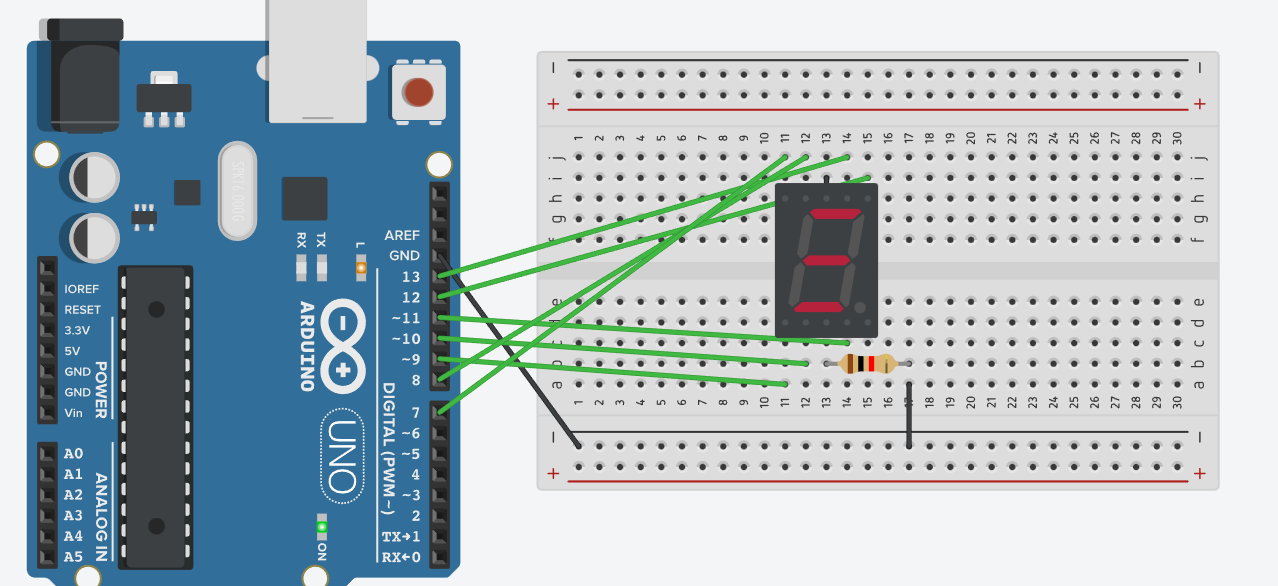 SPK16.000G
RX
TX
L
AREF
GND
13
12
~11
~10
~9
8
7
~6
~5
4
~3
2
TX→1
RX←0
DIGITAL (PWM ~)
ARDUINO
UNO
ON
IOREF
RESET
3.3V
5V
GND
GND
Vin
POWER
A0
A1
A2
A3
A4
A5
ANALOG IN
− −
+ +
1 2 3 4 5 6 7 8 9 10 11 12 13 14 15 16 17 18 19 20 21 22 23 24 25 26 27 28 29 30
j j
i i
h h
g g
f f
e e
d d
c c
b b
a a
1 2 3 4 5 6 7 8 9 10 11 12 13 14 15 16 17 18 19 20 21 22 23 24 25 26 27 28 29 30
− −
+ +